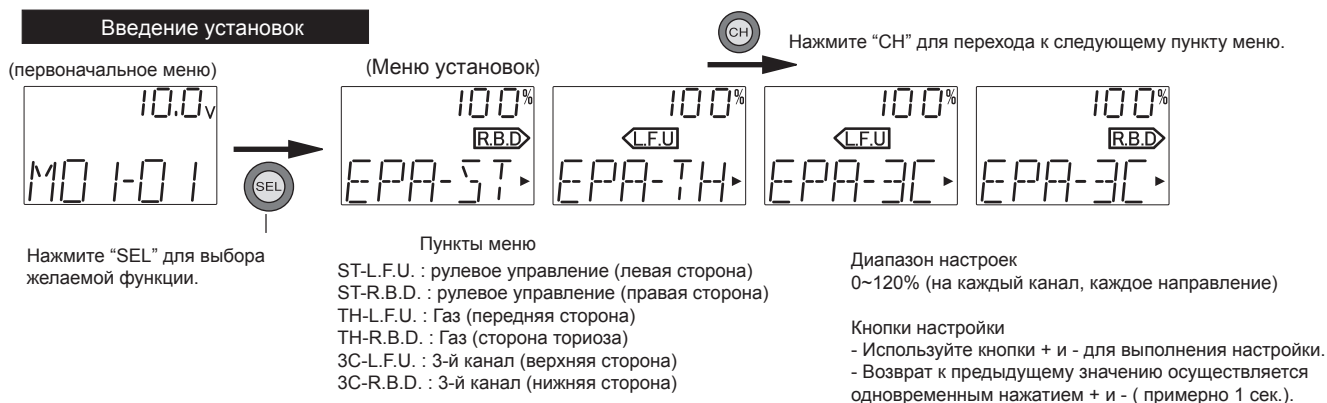 Введение установок
CH
Нажмите “CH” для перехода к следующему пункту меню.
(первоначальное меню)
(Меню установок)
10.0V
M01-01
SEL
100%
R.B.D
EPA-ST
100%
L.F.U
EPA-TH
100%
L.F.U
EPA-3C
100%
R.B.D
EPA-3C
Нажмите “SEL” для выбора
желаемой функции.
Пункты меню
ST-L.F.U. : рулевое управление (левая сторона)
ST-R.B.D. : рулевое управление (правая сторона)
TH-L.F.U. : Газ (передняя сторона)
TH-R.B.D. : Газ (сторона ториоза)
3C-L.F.U. : 3-й канал (верхняя сторона)
3C-R.B.D. : 3-й канал (нижняя сторона)
Диапазон настроек
0~120% (на каждый канал, каждое направление)
Кнопки настройки
- Используйте кнопки + и - для выполнения настройки.
- Возврат к предыдущему значению осуществляется
одновременным нажатием + и - ( примерно 1 сек.).